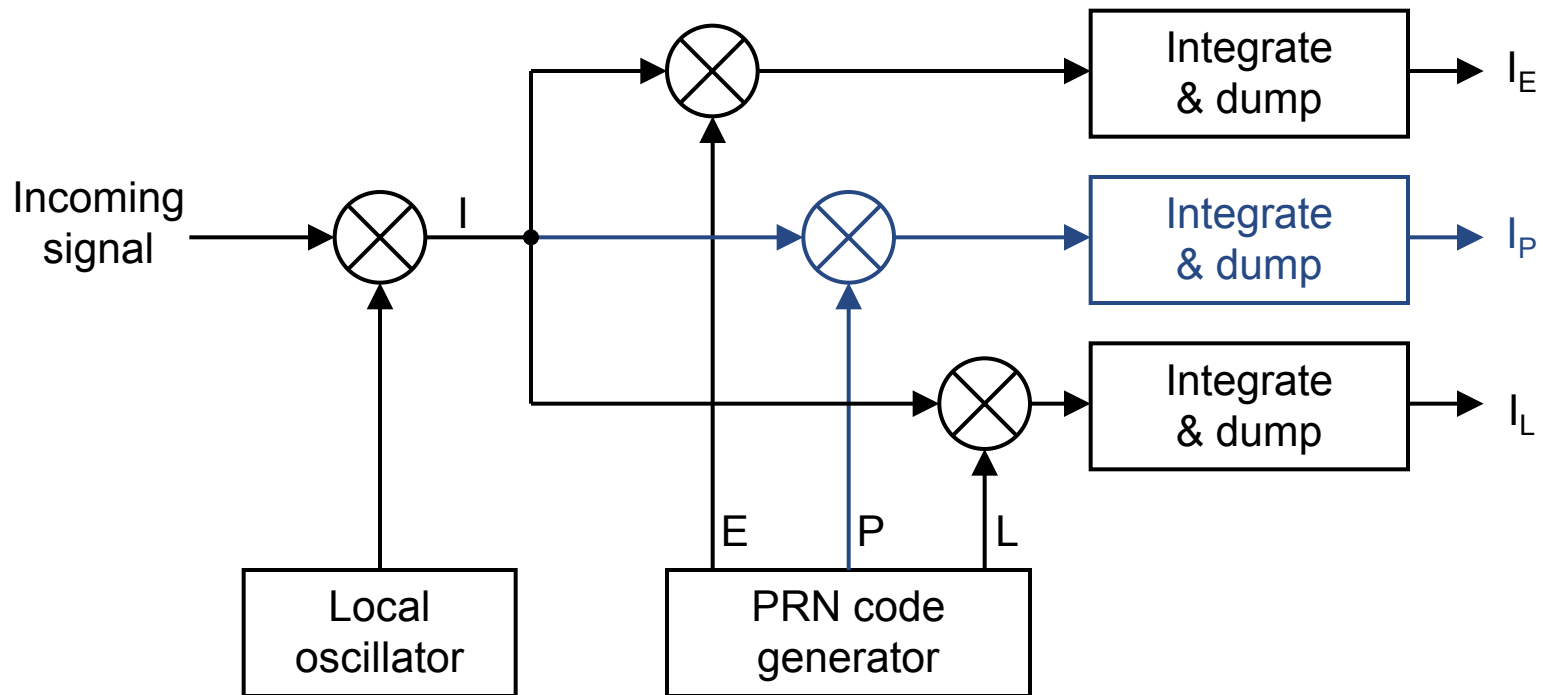 Integrate
& dump
I_E
Incoming
signal
I
Integrate
& dump
I_P
Integrate
& dump
I_L
E
P
L
Local
oscillator
PRN code
generator